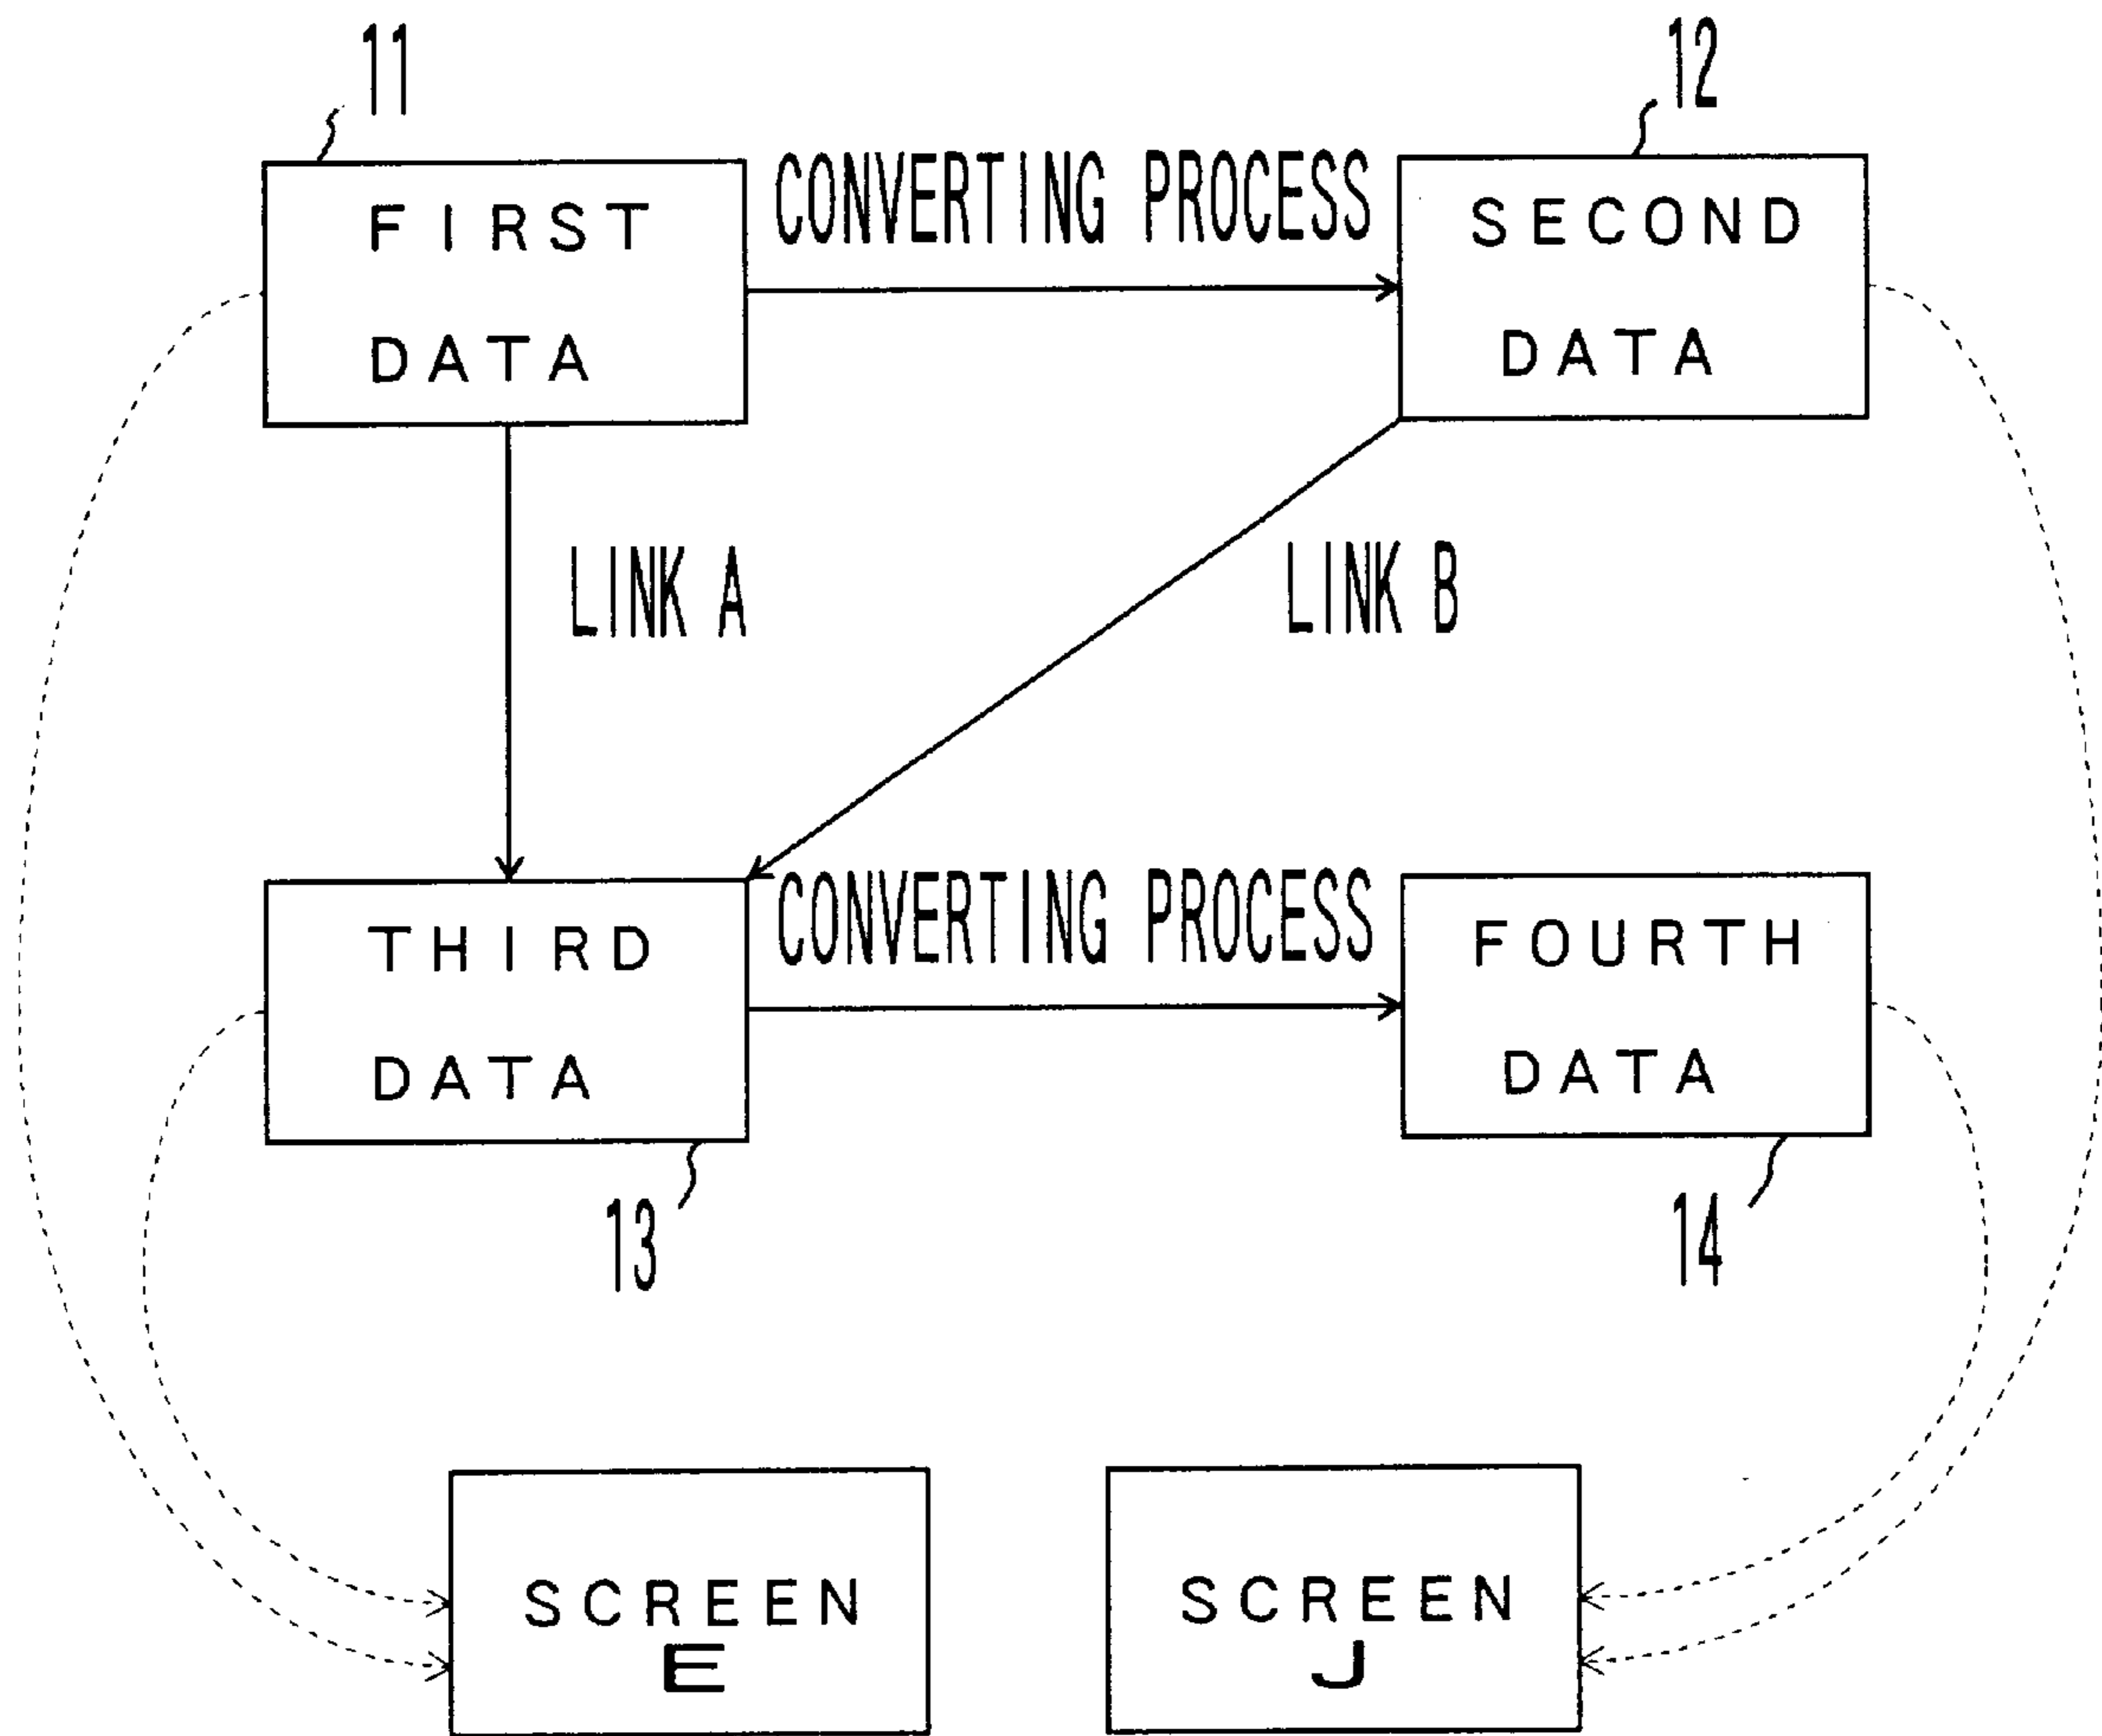 11
12
FIRST
DATA
CONVERTING PROCESS
SECOND
DATA
LINK A
LINK B
THIRD
DATA
CONVERTING PROCESS
FOURTH
DATA
13
14
SCREEN
E
SCREEN
J